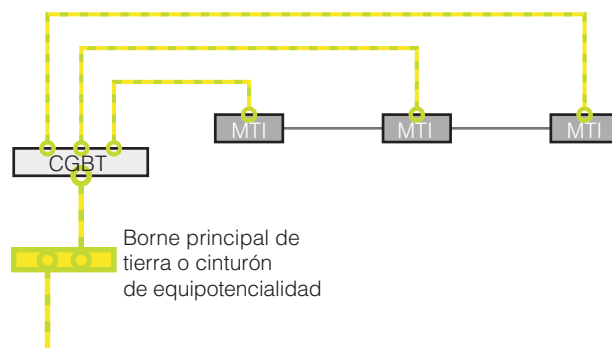 MTI
MTI
MTI
CGBT
Borne principal de
tierra o cinturón
de equipotencialidad